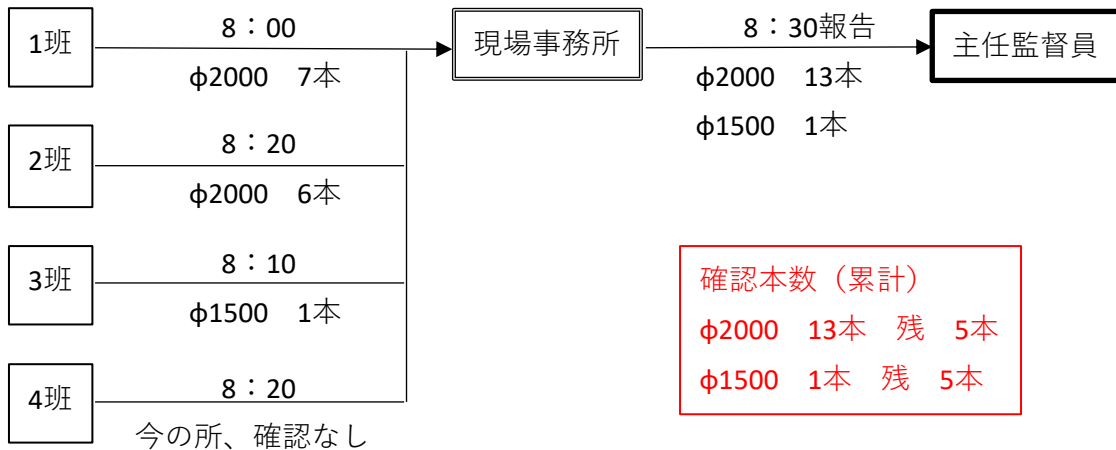 1班
8：00
φ2000　7本
現場事務所
8：30報告
φ2000　13本
φ1500　1本
主任監督員
2班
8：20
φ2000　6本
3班
8：10
φ1500　1本
4班
8：20
今の所、確認なし
確認本数（累計）
φ2000　13本　残　5本
φ1500　1本　残　5本